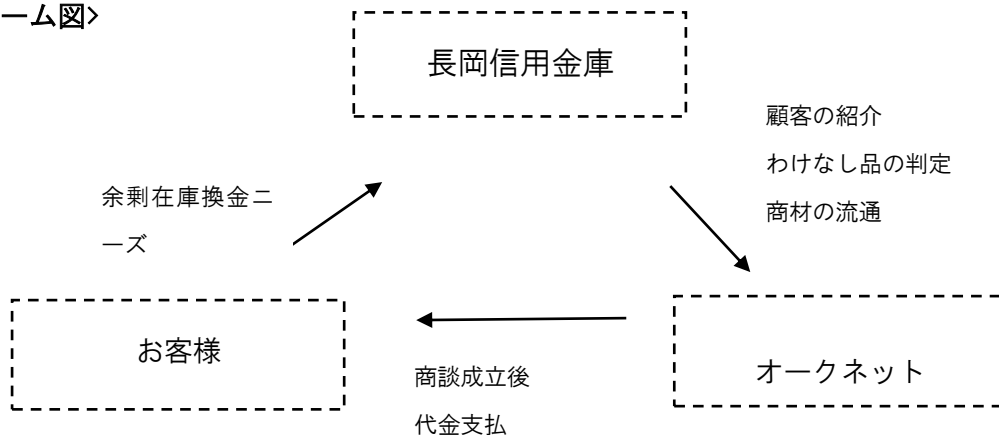 ーム図>
長岡信用金庫
顧客の紹介
わけなし品の判定
商材の流通
余剰在庫換金ニ
ーズ
お客様
オークネット
商談成立後
代金支払